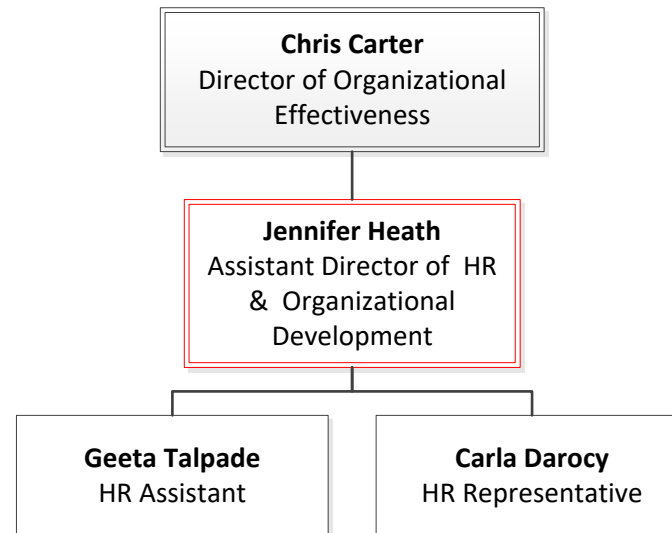 Chris Carter
Director of Organizational
Effectiveness
Jennifer Heath
Assistant Director of  HR
&  Organizational
Development
Geeta Talpade
HR Assistant
Carla Darocy
HR Representative